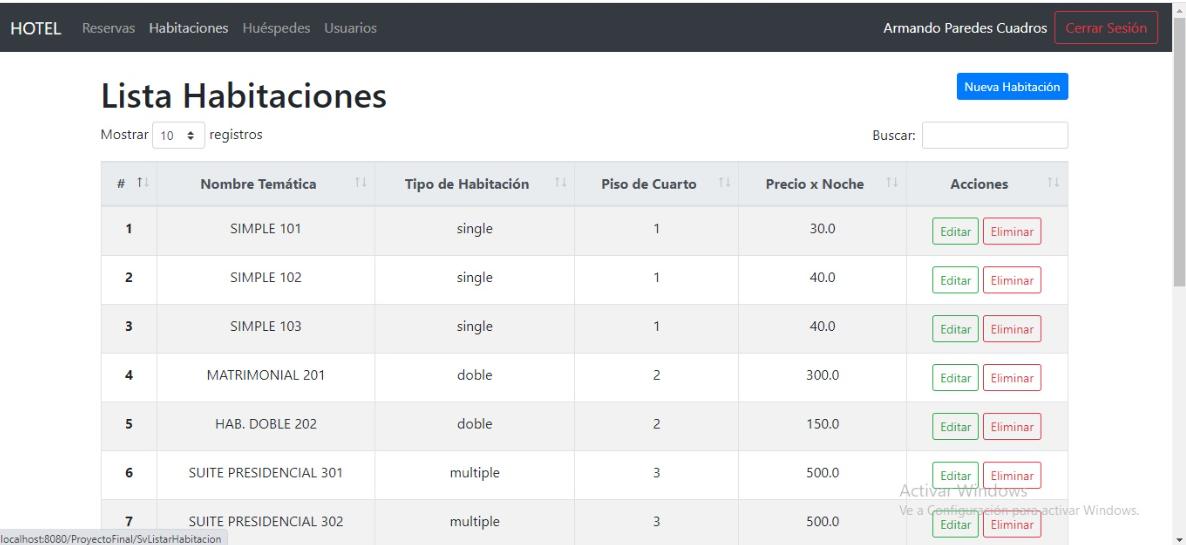 HOTEL Reservas Habitaciones Huéspedes Usuarios Armando Paredes Cuadros Cerrar Sesión
Lista Habitaciones Nueva Habitación
Mostrar 10 registros Buscar:
# Nombre Temática Tipo de Habitación Piso de Cuarto Precio x Noche Acciones
1 SIMPLE 101 single 1 30.0 Editar Eliminar
2 SIMPLE 102 single 1 40.0 Editar Eliminar
3 SIMPLE 103 single 1 40.0 Editar Eliminar
4 MATRIMONIAL 201 doble 2 300.0 Editar Eliminar
5 HAB. DOBLE 202 doble 2 150.0 Editar Eliminar
6 SUITE PRESIDENCIAL 301 multiple 3 500.0 Editar Eliminar
Activar Windows
Ve a Configuración para activar Windows.
7 SUITE PRESIDENCIAL 302 multiple 3 500.0 Editar Eliminar
localhost:8080/ProyectoFinal/SvListarHabitacion